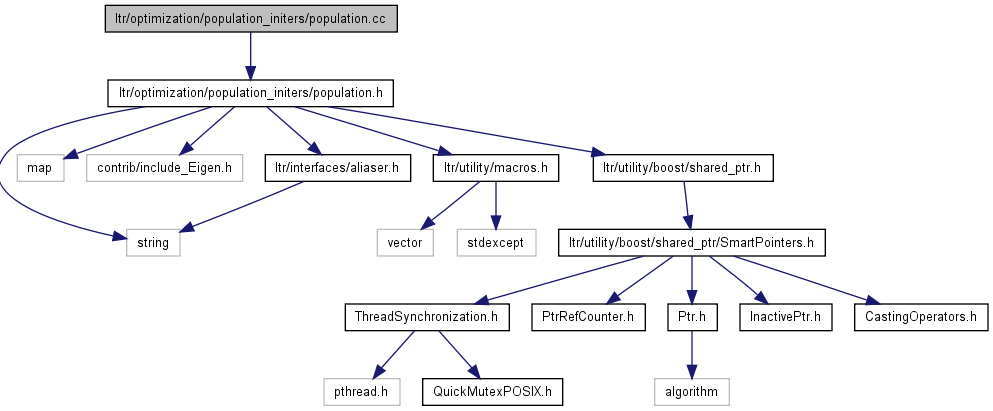 ltr/optimization/population_initers/population.cc
ltr/optimization/population_initers/population.h
map
contrib/include_Eigen.h
ltr/interfaces/aliaser.h
ltr/utility/macros.h
ltr/utility/boost/shared_ptr.h
string
vector
stdexcept
ltr/utility/boost/shared_ptr/SmartPointers.h
ThreadSynchronization.h
PtrRefCounter.h
Ptr.h
InactivePtr.h
CastingOperators.h
pthread.h
QuickMutexPOSIX.h
algorithm